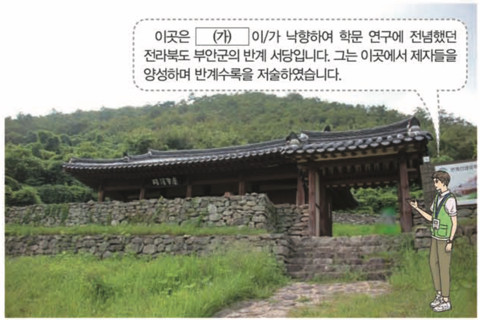 이곳은 (가) 이/가 낙향하여 학문 연구에 전념했던
전라북도 부안군의 반계 서당입니다. 그는 이곳에서 제자들을
양성하며 반계수록을 저술하였습니다.